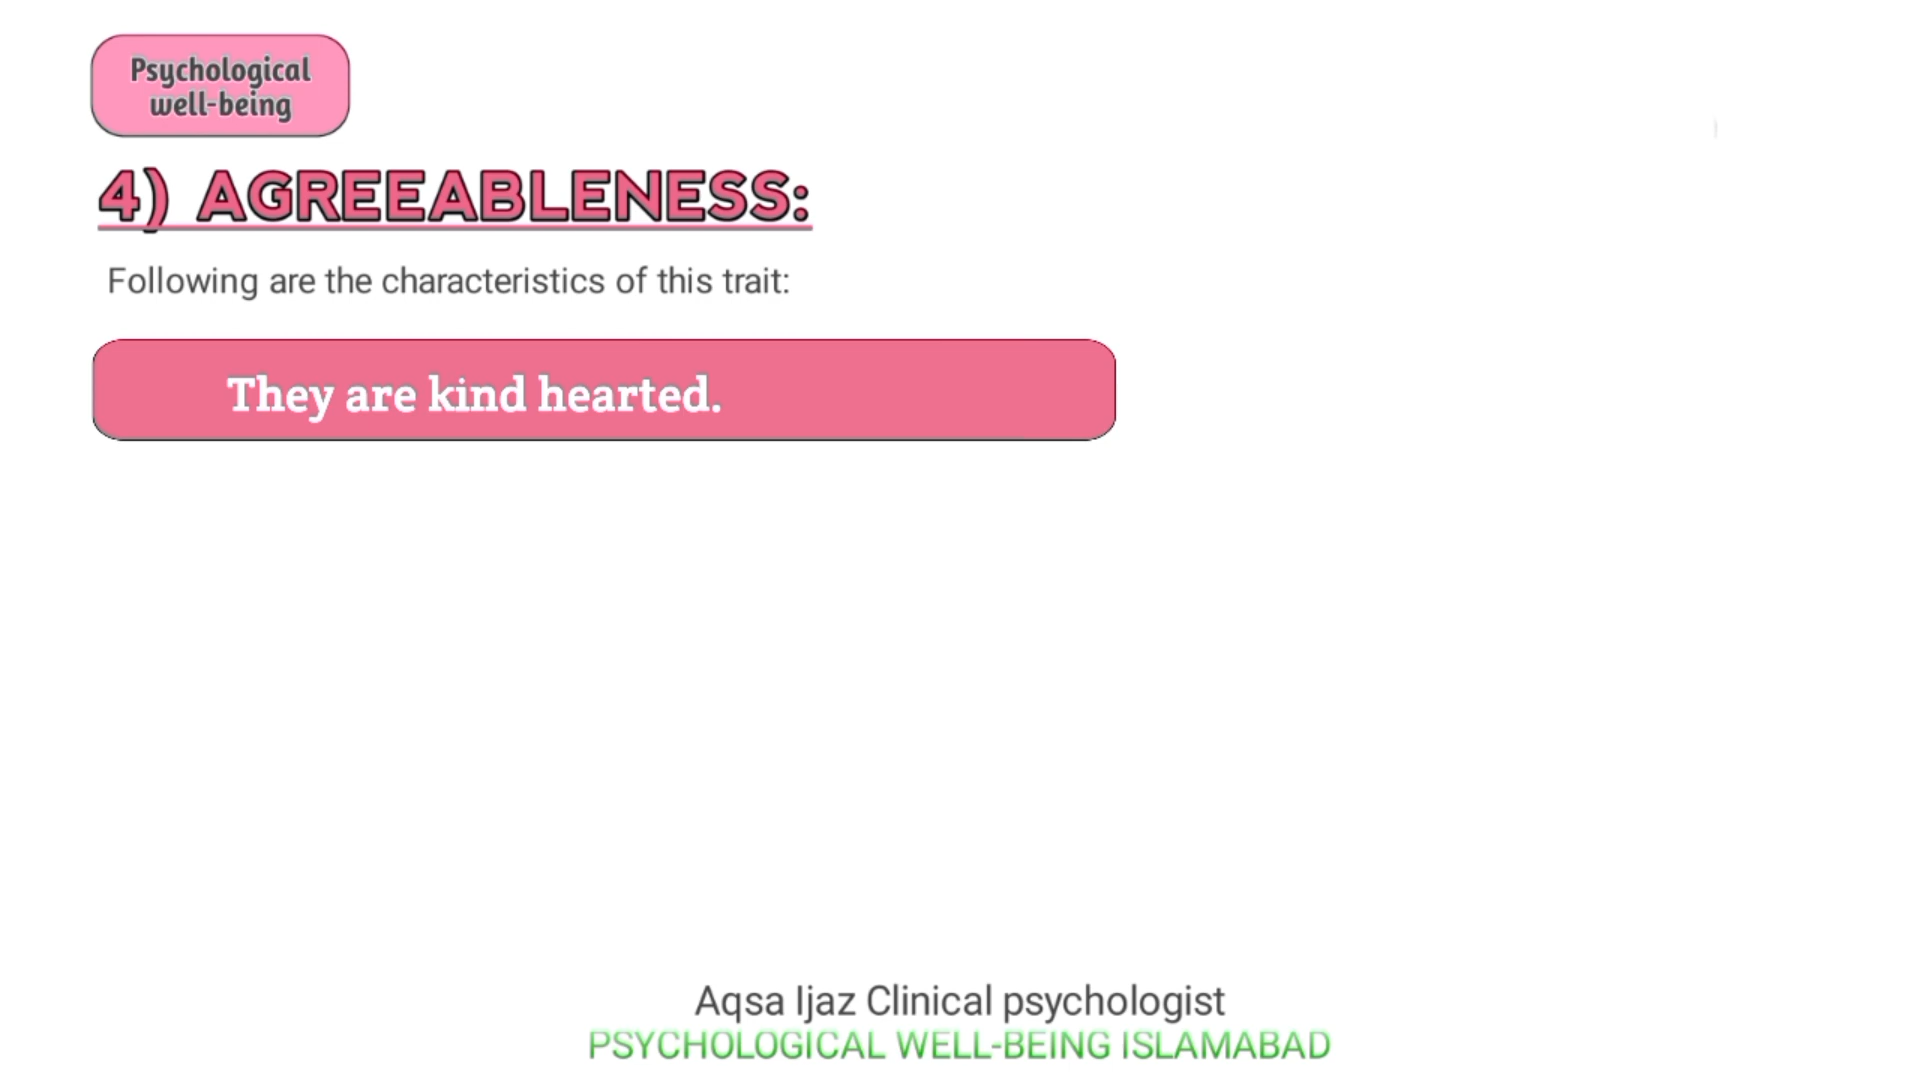 Psychological
well-being
4) AGREEABLENESS:
Following are the characteristics of this trait:
They are kind hearted.
Aqsa Ijaz Clinical psychologist
PSYCHOLOGICAL WELL-BEING ISLAMABAD